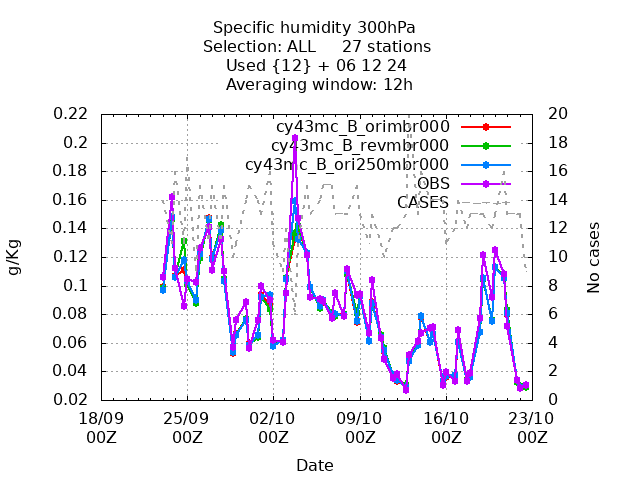 Specific humidity 300hPa
Selection: ALL     27 stations
Used {12} + 06 12 24
Averaging window: 12h
cy43mc_B_orimbr000
cy43mc_B_revmbr000
cy43mc_B_ori250mbr000
OBS
CASES
g/Kg
0.22
0.2
0.18
0.16
0.14
0.12
0.1
0.08
0.06
0.04
0.02
No cases
20
18
16
14
12
10
8
6
4
2
0
18/09 25/09 02/10 09/10 16/10 23/10
00Z 00Z 00Z 00Z 00Z 00Z
Date